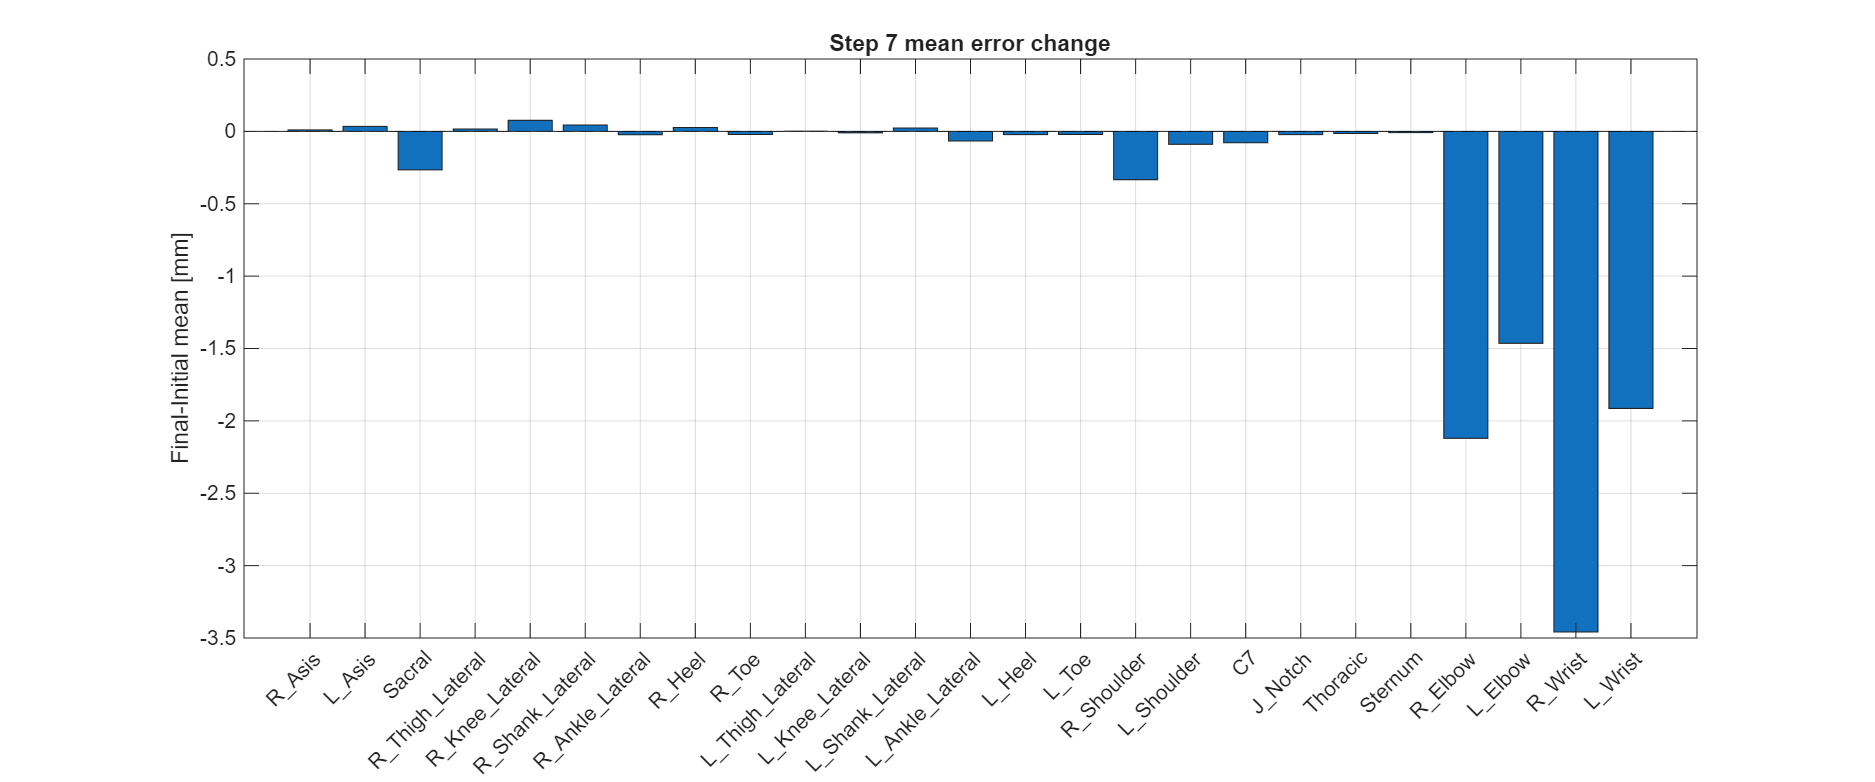 Step 7 mean error change
Final-Initial mean [mm]
0.5
0
-0.5
-1
-1.5
-2
-2.5
-3
-3.5
R_Asis
L_Asis
Sacral
R_Thigh_Lateral
R_Knee_Lateral
R_Shank_Lateral
R_Ankle_Lateral
R_Heel
R_Toe
L_Thigh_Lateral
L_Knee_Lateral
L_Shank_Lateral
L_Ankle_Lateral
L_Heel
L_Toe
R_Shoulder
L_Shoulder
C7
J_Notch
Thoracic
Sternum
R_Elbow
L_Elbow
R_Wrist
L_Wrist